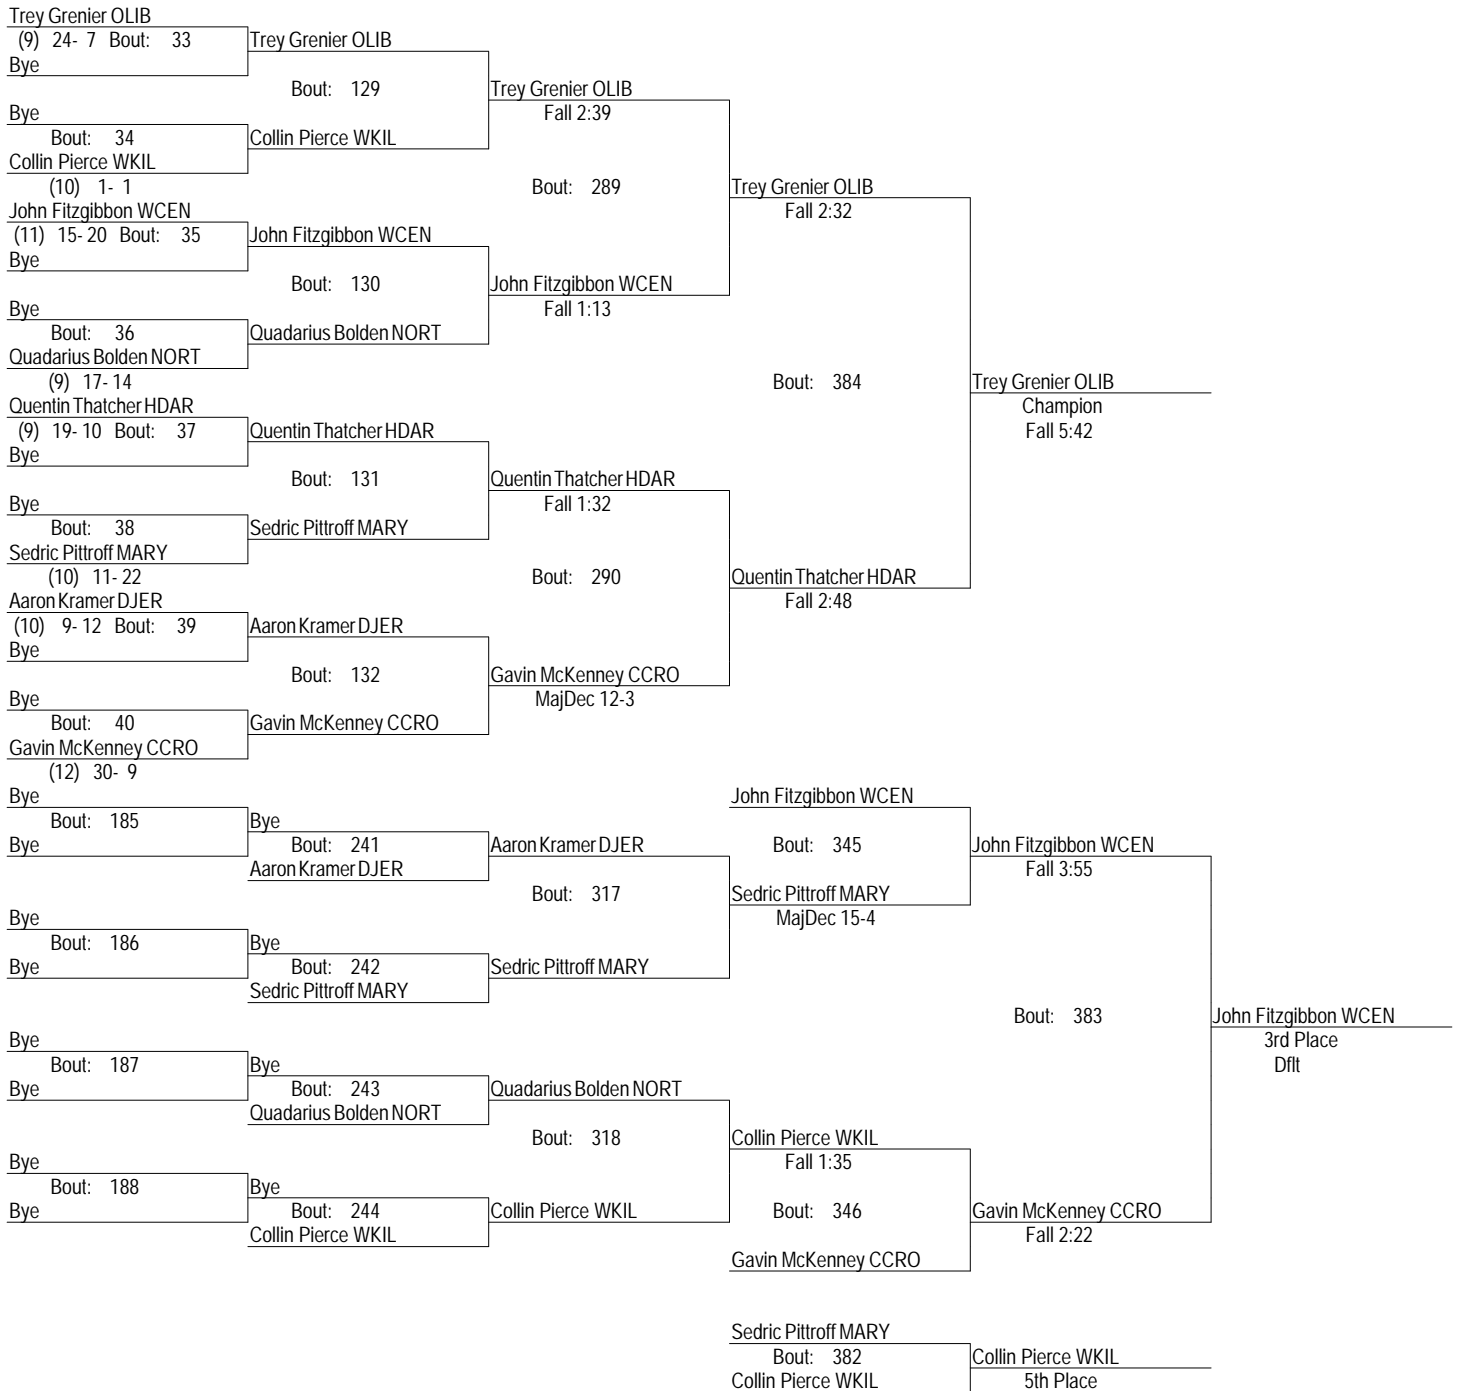 Trey Grenier OLIB
(9) 24- 7 Bout: 33
Trey Grenier OLIB
Bye
Bout: 129
Trey Grenier OLIB
Bye
Fall 2:39
Bout: 34
Collin Pierce WKIL
Collin Pierce WKIL
(10) 1- 1
Bout: 289
Trey Grenier OLIB
John Fitzgibbon WCEN
Fall 2:32
(11) 15- 20 Bout: 35
John Fitzgibbon WCEN
Bye
Bout: 130
John Fitzgibbon WCEN
Bye
Fall 1:13
Bout: 36
Quadarius Bolden NORT
Quadarius Bolden NORT
(9) 17- 14
Bout: 384
Trey Grenier OLIB
Quentin Thatcher HDAR
Champion
(9) 19- 10 Bout: 37
Quentin Thatcher HDAR
Fall 5:42
Bye
Bout: 131
Quentin Thatcher HDAR
Bye
Fall 1:32
Bout: 38
Sedric Pittroff MARY
Sedric Pittroff MARY
(10) 11- 22
Bout: 290
Quentin Thatcher HDAR
Aaron Kramer DJER
Fall 2:48
(10) 9- 12 Bout: 39
Aaron Kramer DJER
Bye
Bout: 132
Gavin McKenney CCRO
Bye
MajDec 12-3
Bout: 40
Gavin McKenney CCRO
Gavin McKenney CCRO
(12) 30- 9
Bye
John Fitzgibbon WCEN
Bout: 185
Bye
Bye
Bout: 241
Aaron Kramer DJER
Bout: 345
John Fitzgibbon WCEN
Aaron Kramer DJER
Fall 3:55
Bout: 317
Sedric Pittroff MARY
Bye
MajDec 15-4
Bout: 186
Bye
Bye
Bout: 242
Sedric Pittroff MARY
Sedric Pittroff MARY
Bout: 383
John Fitzgibbon WCEN
Bye
3rd Place
Bout: 187
Bye
Dflt
Bye
Bout: 243
Quadarius Bolden NORT
Quadarius Bolden NORT
Bout: 318
Collin Pierce WKIL
Bye
Fall 1:35
Bout: 188
Bye
Bye
Bout: 244
Collin Pierce WKIL
Bout: 346
Gavin McKenney CCRO
Collin Pierce WKIL
Fall 2:22
Gavin McKenney CCRO
Sedric Pittroff MARY
Bout: 382
Collin Pierce WKIL
Collin Pierce WKIL
5th Place